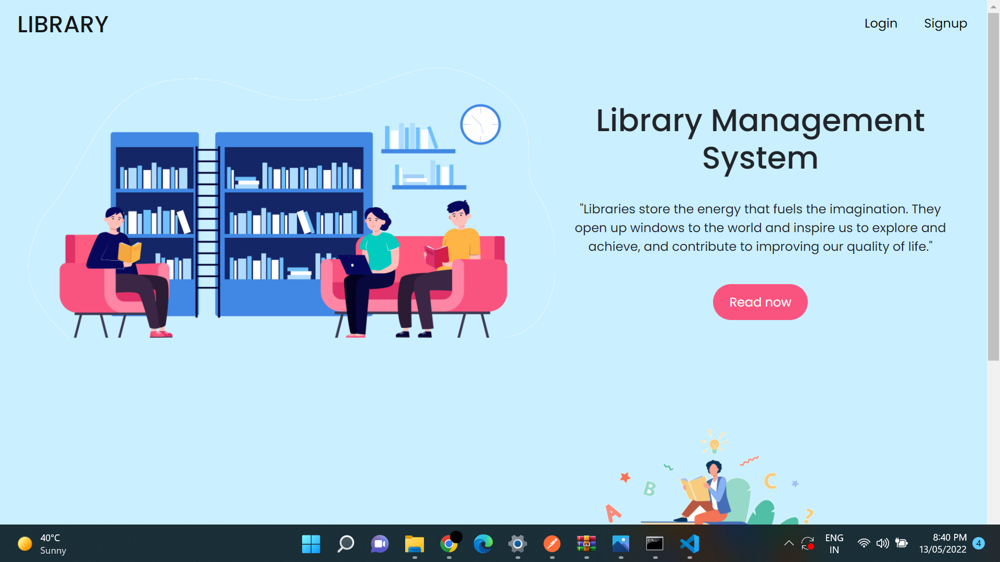 LIBRARY
Login
Signup
Library Management
System
"Libraries store the energy that fuels the imagination. They
open up windows to the world and inspire us to explore and
achieve, and contribute to improving our quality of life."
Read now
A
B
C
?
40°C
Sunny
ENG
IN
8:40 PM
13/05/2022
4